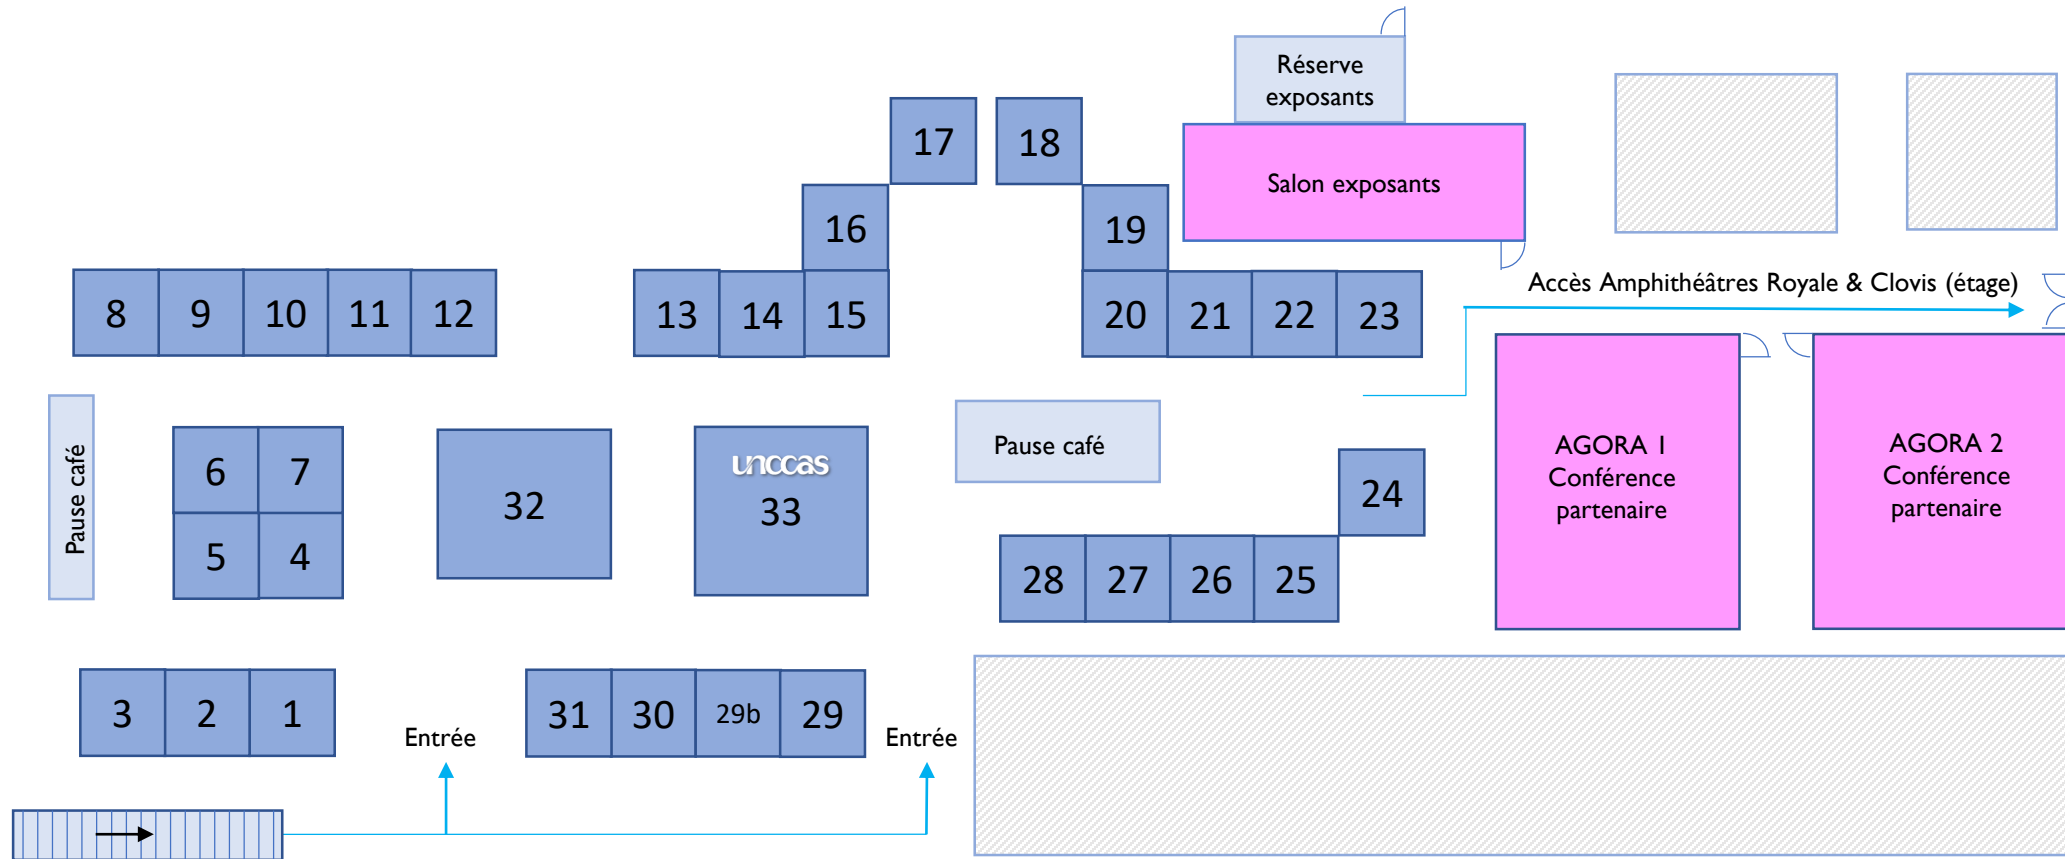 Réserve
exposants
17
18
Salon exposants
16
19
Accès Amphithéâtres Royale & Clovis (étage)
8
9
10
11
12
13
14
15
20
21
22
23
Pause café
6
7
5
4
32
unccas
33
Pause café
24
AGORA 1
Conférence
partenaire
AGORA 2
Conférence
partenaire
28
27
26
25
3
2
1
Entrée
31
30
29b
29
Entrée